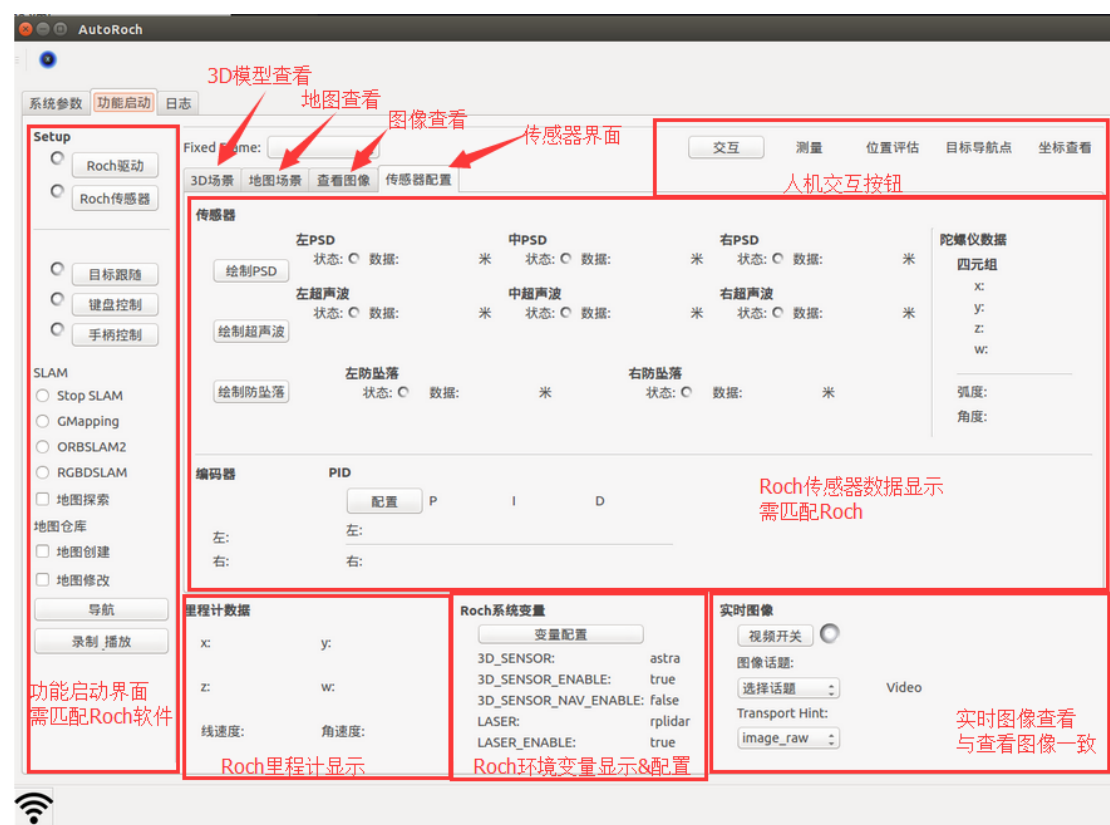 AutoRoch
3D模型查看
地图查看
图像查看
传感器界面
系统参数 功能启动 日志
Setup
Roch驱动
Roch传感器
目标跟随
键盘控制
手柄控制
SLAM
Stop SLAM
GMapping
ORBSLAM2
RGBDSLAM
地图探索
地图仓库
地图创建
地图修改
导航
录制_播放
功能启动界面
需匹配Roch软件
Fixed Frame:
交互 测量 位置评估 目标导航点 坐标查看
人机交互按钮
3D场景 地图场景 查看图像 传感器配置
传感器
左PSD 中PSD 右PSD
绘制PSD 状态: 数据: 米 状态: 数据: 米 状态: 数据: 米
左超声波 中超声波 右超声波
绘制超声波 状态: 数据: 米 状态: 数据: 米 状态: 数据: 米
左防坠落 右防坠落
绘制防坠落 状态: 数据: 米 状态: 数据: 米
陀螺仪数据
四元组
x:
y:
z:
w:
弧度:
角度:
编码器 PID
配置 P I D
左: 左:
右: 右:
Roch传感器数据显示
需匹配Roch
里程计数据
x: y:
z: w:
线速度: 角速度:
Roch里程计显示
Roch系统变量
变量配置
3D_SENSOR: astra
3D_SENSOR_ENABLE: true
3D_SENSOR_NAV_ENABLE: false
LASER: rplidar
LASER_ENABLE: true
Roch环境变量显示&配置
实时图像
视频开关
图像话题:
选择话题 Video
Transport Hint:
image_raw
实时图像查看
与查看图像一致